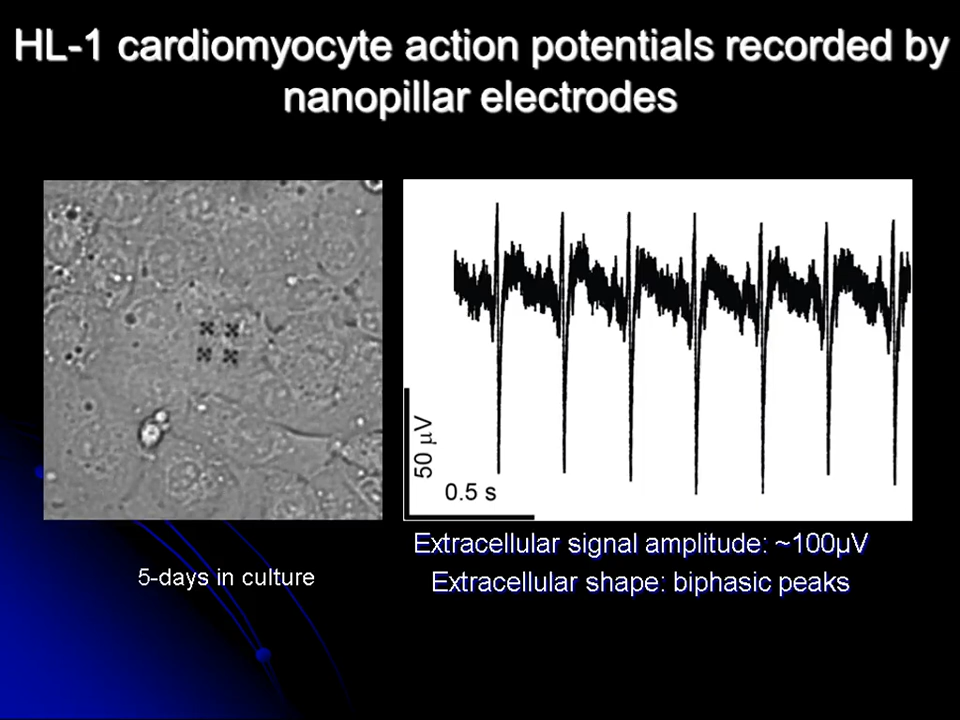 HL-1 cardiomyocyte action potentials recorded by
nanopillar electrodes
50 μV
0.5 s
Extracellular signal amplitude: ~100μV
Extracellular shape: biphasic peaks
5-days in culture